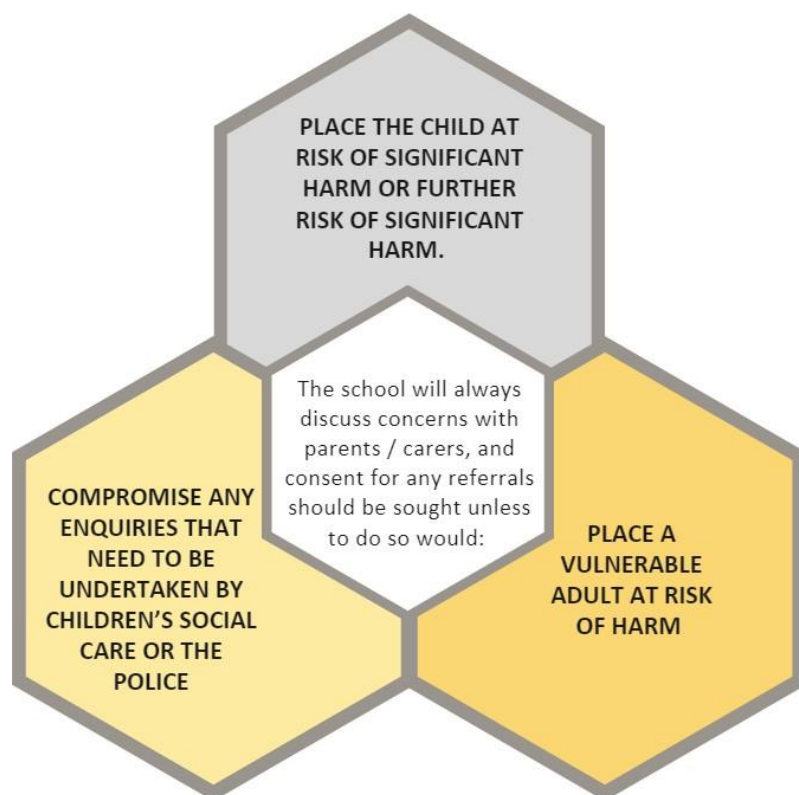 PLACE THE CHILD AT
RISK OF SIGNIFICANT
HARM OR FURTHER
RISK OF SIGNIFICANT
HARM.
The school will always
discuss concerns with
parents / carers, and
consent for any referrals
should be sought unless
to do so would:
COMPROMISE ANY
ENQUIRIES THAT
NEED TO BE
UNDERTAKEN BY
CHILDREN’S SOCIAL
CARE OR THE
POLICE
PLACE A
VULNERABLE
ADULT AT RISK
OF HARM